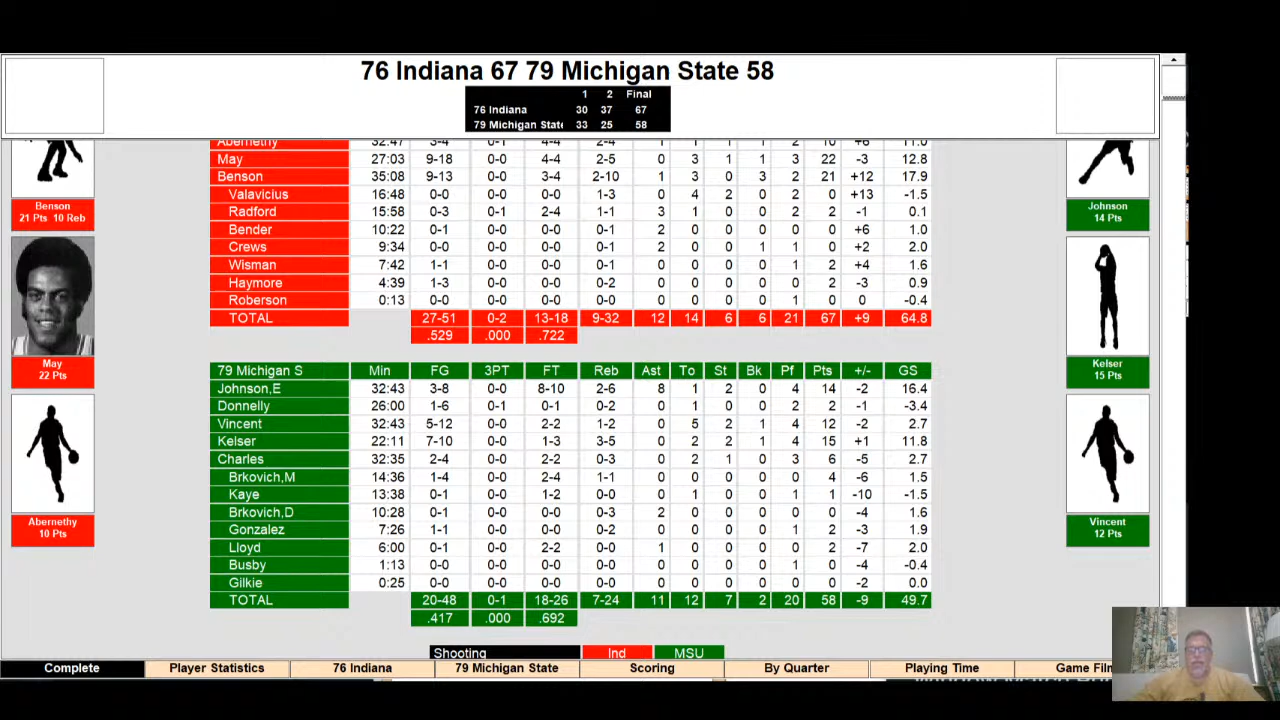 76 Indiana 67 79 Michigan State 58
1 2 Final
76 Indiana 30 37 67
79 Michigan State 33 25 58
Abernethy 32:47 3-4 0-1 4-4 2-4 1 1 1 1 2 10 +6 11.0
May 27:03 9-18 0-0 4-4 2-5 0 3 1 1 3 22 -3 12.8
Benson 35:08 9-13 0-0 3-4 2-10 1 3 0 3 2 21 +12 17.9
Valavicius 16:48 0-0 0-0 0-0 1-3 0 4 2 0 2 0 +13 -1.5
Radford 15:58 0-3 0-1 2-4 1-1 3 1 0 0 2 2 -1 0.1
Bender 10:22 0-1 0-0 0-0 0-1 2 0 0 0 0 0 +6 1.0
Crews 9:34 0-0 0-0 0-0 0-1 2 0 0 1 1 0 +2 2.0
Wisman 7:42 1-1 0-0 0-0 0-1 0 0 0 0 1 2 +4 1.6
Haymore 4:39 1-3 0-0 0-0 0-2 0 0 0 0 0 2 -3 0.9
Roberson 0:13 0-0 0-0 0-0 0-0 0 0 0 0 1 0 0 -0.4
TOTAL 27-51 0-2 13-18 9-32 12 14 6 6 21 67 +9 64.8
.529 .000 .722
79 Michigan S Min FG 3PT FT Reb Ast To St Bk Pf Pts +/- GS
Johnson,E 32:43 3-8 0-0 8-10 2-6 8 1 2 0 4 14 -2 16.4
Donnelly 26:00 1-6 0-1 0-1 0-2 0 1 0 0 2 2 -1 -3.4
Vincent 32:43 5-12 0-0 2-2 1-2 0 5 2 1 4 12 -2 2.7
Kelser 22:11 7-10 0-0 1-3 3-5 0 2 2 1 4 15 +1 11.8
Charles 32:35 2-4 0-0 2-2 0-3 0 2 1 0 3 6 -5 2.7
Brkovich,M 14:36 1-4 0-0 2-4 1-1 0 0 0 0 0 4 -6 1.5
Kaye 13:38 0-1 0-0 1-2 0-0 0 1 0 0 1 1 -10 -1.5
Brkovich,D 10:28 0-1 0-0 0-0 0-3 2 0 0 0 0 0 -4 1.6
Gonzalez 7:26 1-1 0-0 0-0 0-2 0 0 0 0 1 2 -3 1.9
Lloyd 6:00 0-1 0-0 2-2 0-0 1 0 0 0 0 2 -7 2.0
Busby 1:13 0-0 0-0 0-0 0-0 0 0 0 0 1 0 -4 -0.4
Gilkie 0:25 0-0 0-0 0-0 0-0 0 0 0 0 0 0 -2 0.0
TOTAL 20-48 0-1 18-26 7-24 11 12 7 2 20 58 -9 49.7
.417 .000 .692
Shooting Ind MSU
Benson
21 Pts 10 Reb
May
22 Pts
Abernethy
10 Pts
Johnson
14 Pts
Kelser
15 Pts
Vincent
12 Pts
Complete Player Statistics 76 Indiana 79 Michigan State Scoring By Quarter Playing Time Game Film